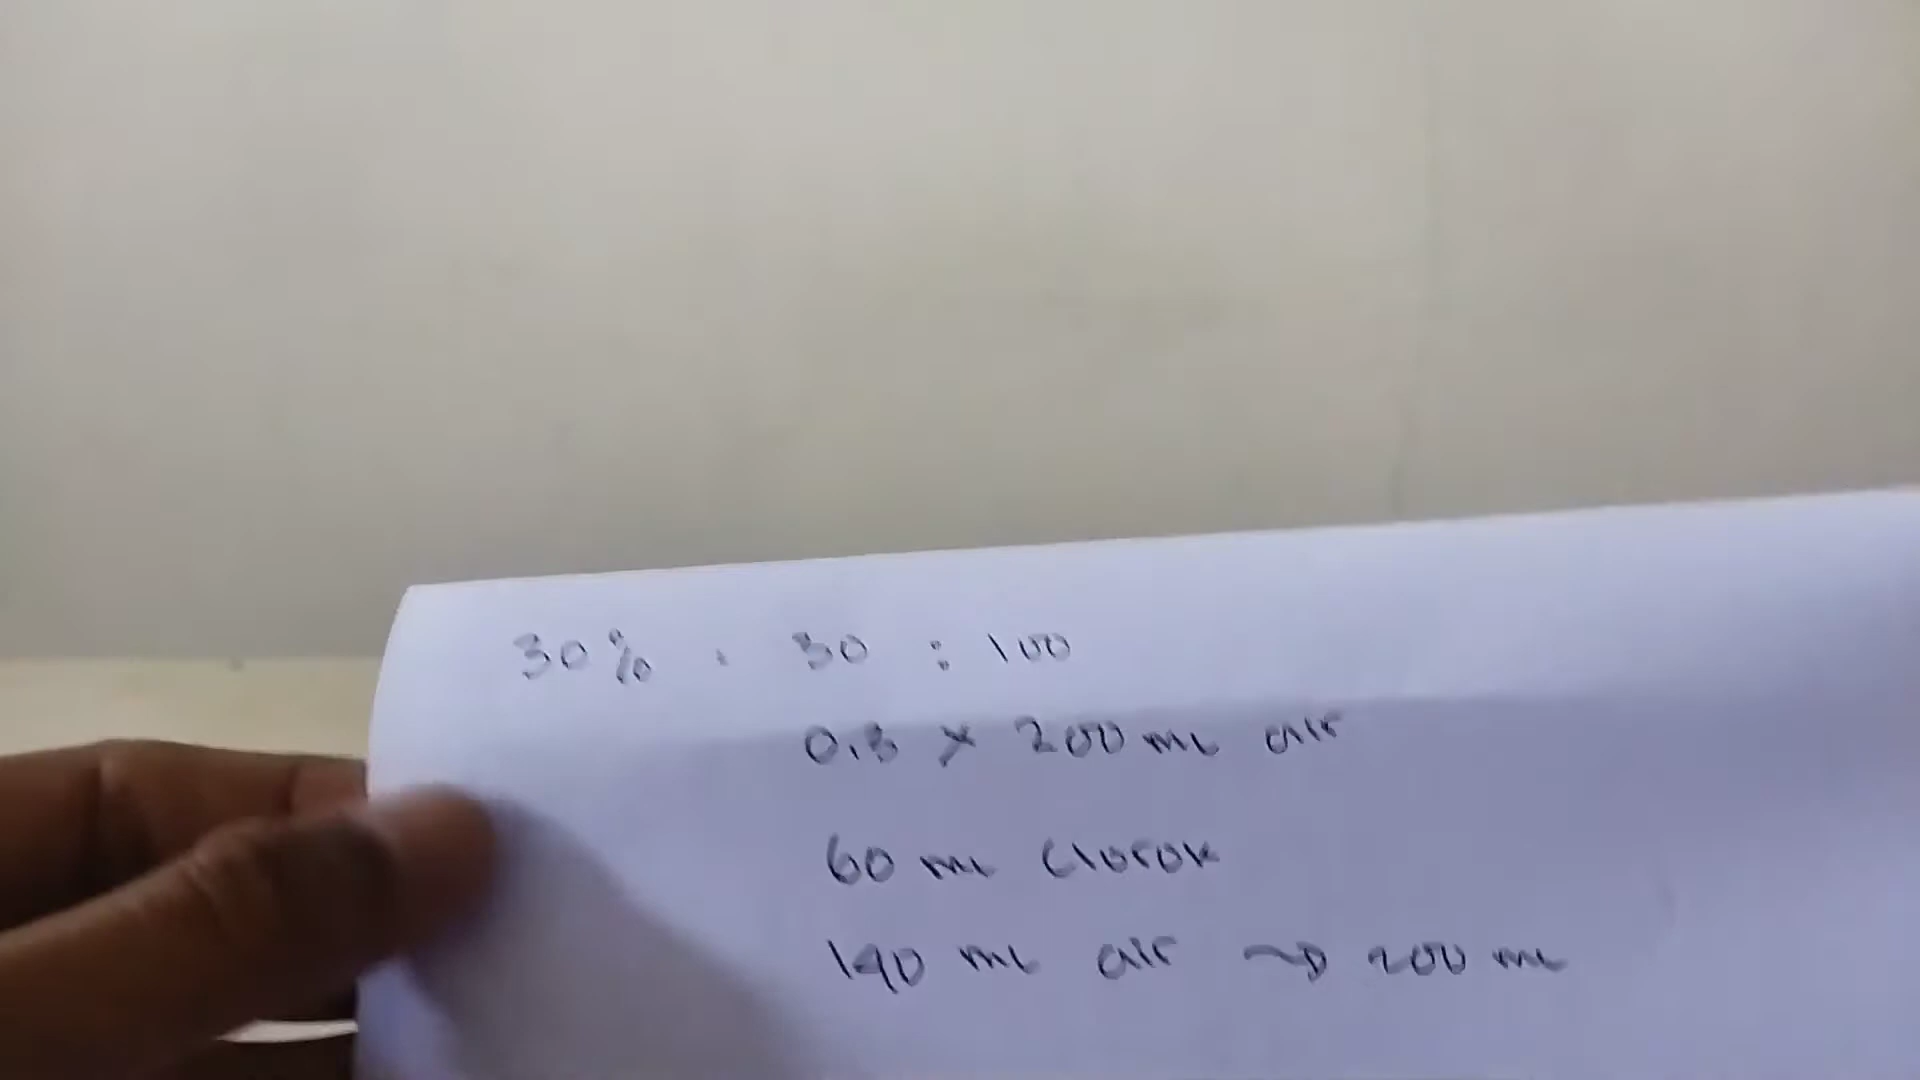 30% : 30 : 100
0.3 x 200 ml air
60 ml Clorox
140 ml air → 200 ml